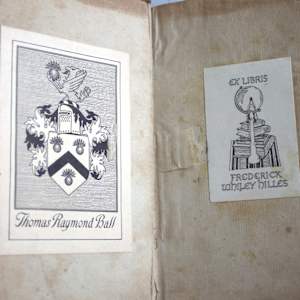 Thomas Raymond Ball
EX LIBRIS
FREDERICK
WHILEY HILLES